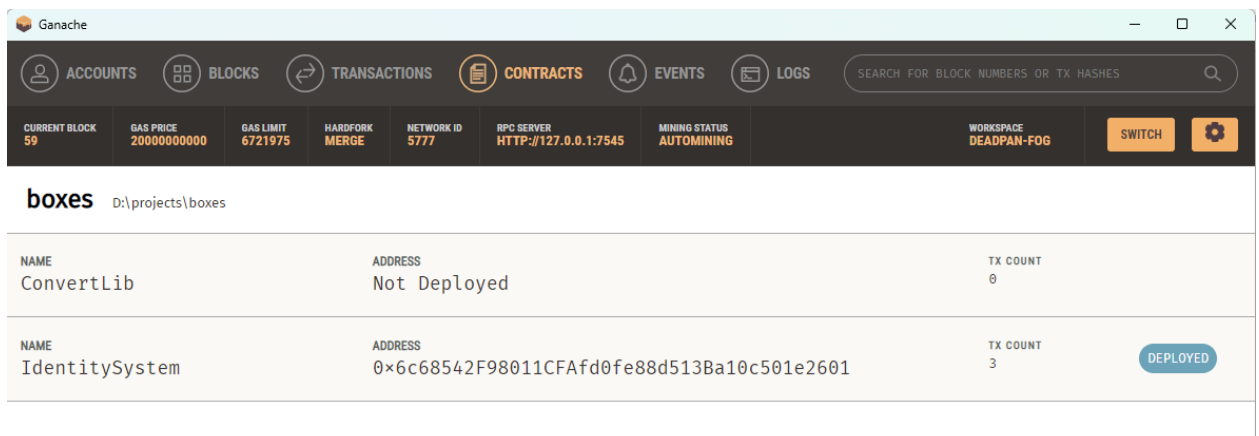 Ganache
ACCOUNTS BLOCKS TRANSACTIONS CONTRACTS EVENTS LOGS SEARCH FOR BLOCK NUMBERS OR TX HASHES
CURRENT BLOCK GAS PRICE GAS LIMIT HARDFORK NETWORK ID RPC SERVER MINING STATUS WORKSPACE
59 20000000000 6721975 MERGE 5777 HTTP://127.0.0.1:7545 AUTOMINING DEADPAN-FOG SWITCH
boxes D:\projects\boxes
NAME ADDRESS TX COUNT
ConvertLib Not Deployed 0
NAME ADDRESS TX COUNT
IdentitySystem 0×6c68542F98011CFAfd0fe88d513Ba10c501e2601 3 DEPLOYED